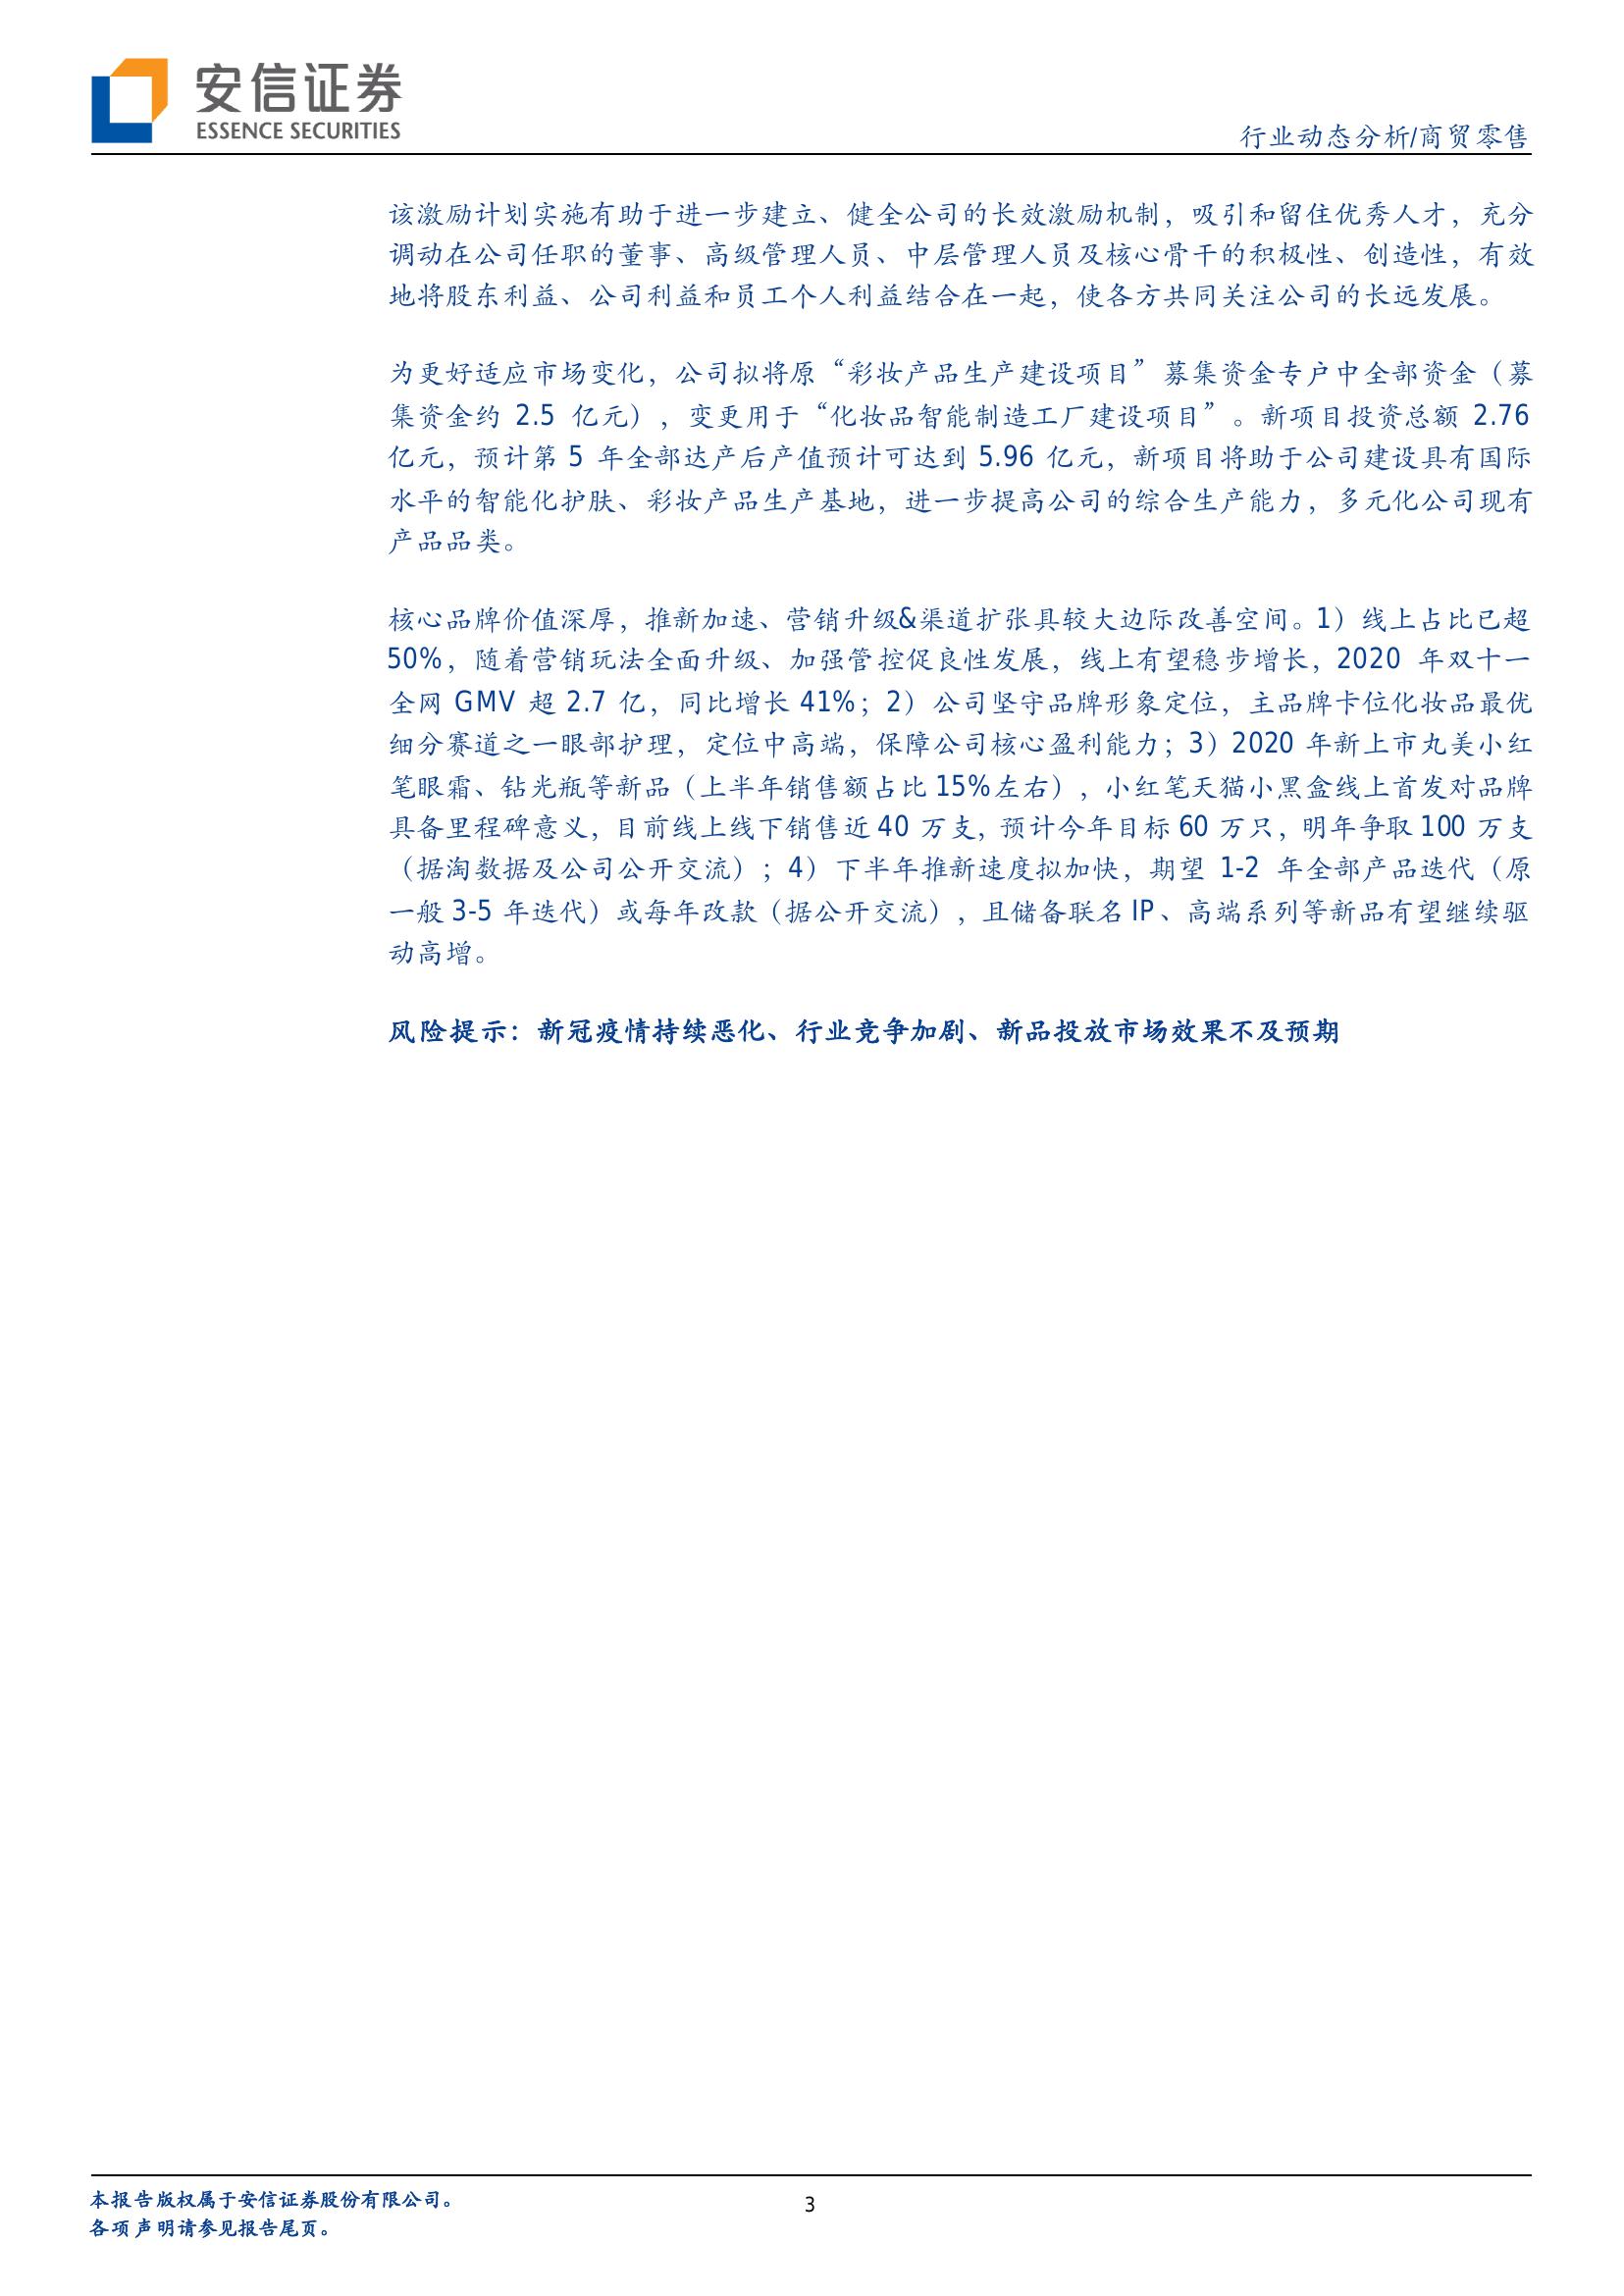 安信证券
ESSENCE SECURITIES
行业动态分析/商贸零售
该激励计划实施有助于进一步建立、健全公司的长效激励机制，吸引和留住优秀人才，充分
调动在公司任职的董事、高级管理人员、中层管理人员及核心骨干的积极性、创造性，有效
地将股东利益、公司利益和员工个人利益结合在一起，使各方共同关注公司的长远发展。
为更好适应市场变化，公司拟将原“彩妆产品生产建设项目”募集资金专户中全部资金（募
集资金约 2.5 亿元），变更用于“化妆品智能制造工厂建设项目”。新项目投资总额 2.76
亿元，预计第 5 年全部达产后产值预计可达到 5.96 亿元，新项目将助于公司建设具有国际
水平的智能化护肤、彩妆产品生产基地，进一步提高公司的综合生产能力，多元化公司现有
产品品类。
核心品牌价值深厚，推新加速、营销升级&渠道扩张具较大边际改善空间。1）线上占比已超
50%，随着营销玩法全面升级、加强管控促良性发展，线上有望稳步增长，2020 年双十一
全网 GMV 超 2.7 亿，同比增长 41%；2）公司坚守品牌形象定位，主品牌卡位化妆品最优
细分赛道之一眼部护理，定位中高端，保障公司核心盈利能力；3）2020 年新上市丸美小红
笔眼霜、钻光瓶等新品（上半年销售额占比 15%左右），小红笔天猫小黑盒线上首发对品牌
具备里程碑意义，目前线上线下销售近 40 万支，预计今年目标 60 万只，明年争取 100 万支
（据淘数据及公司公开交流）；4）下半年推新速度拟加快，期望 1-2 年全部产品迭代（原
一般 3-5 年迭代）或每年改款（据公开交流），且储备联名 IP、高端系列等新品有望继续驱
动高增。
风险提示：新冠疫情持续恶化、行业竞争加剧、新品投放市场效果不及预期
本报告版权属于安信证券股份有限公司。
3
各项声明请参见报告尾页。